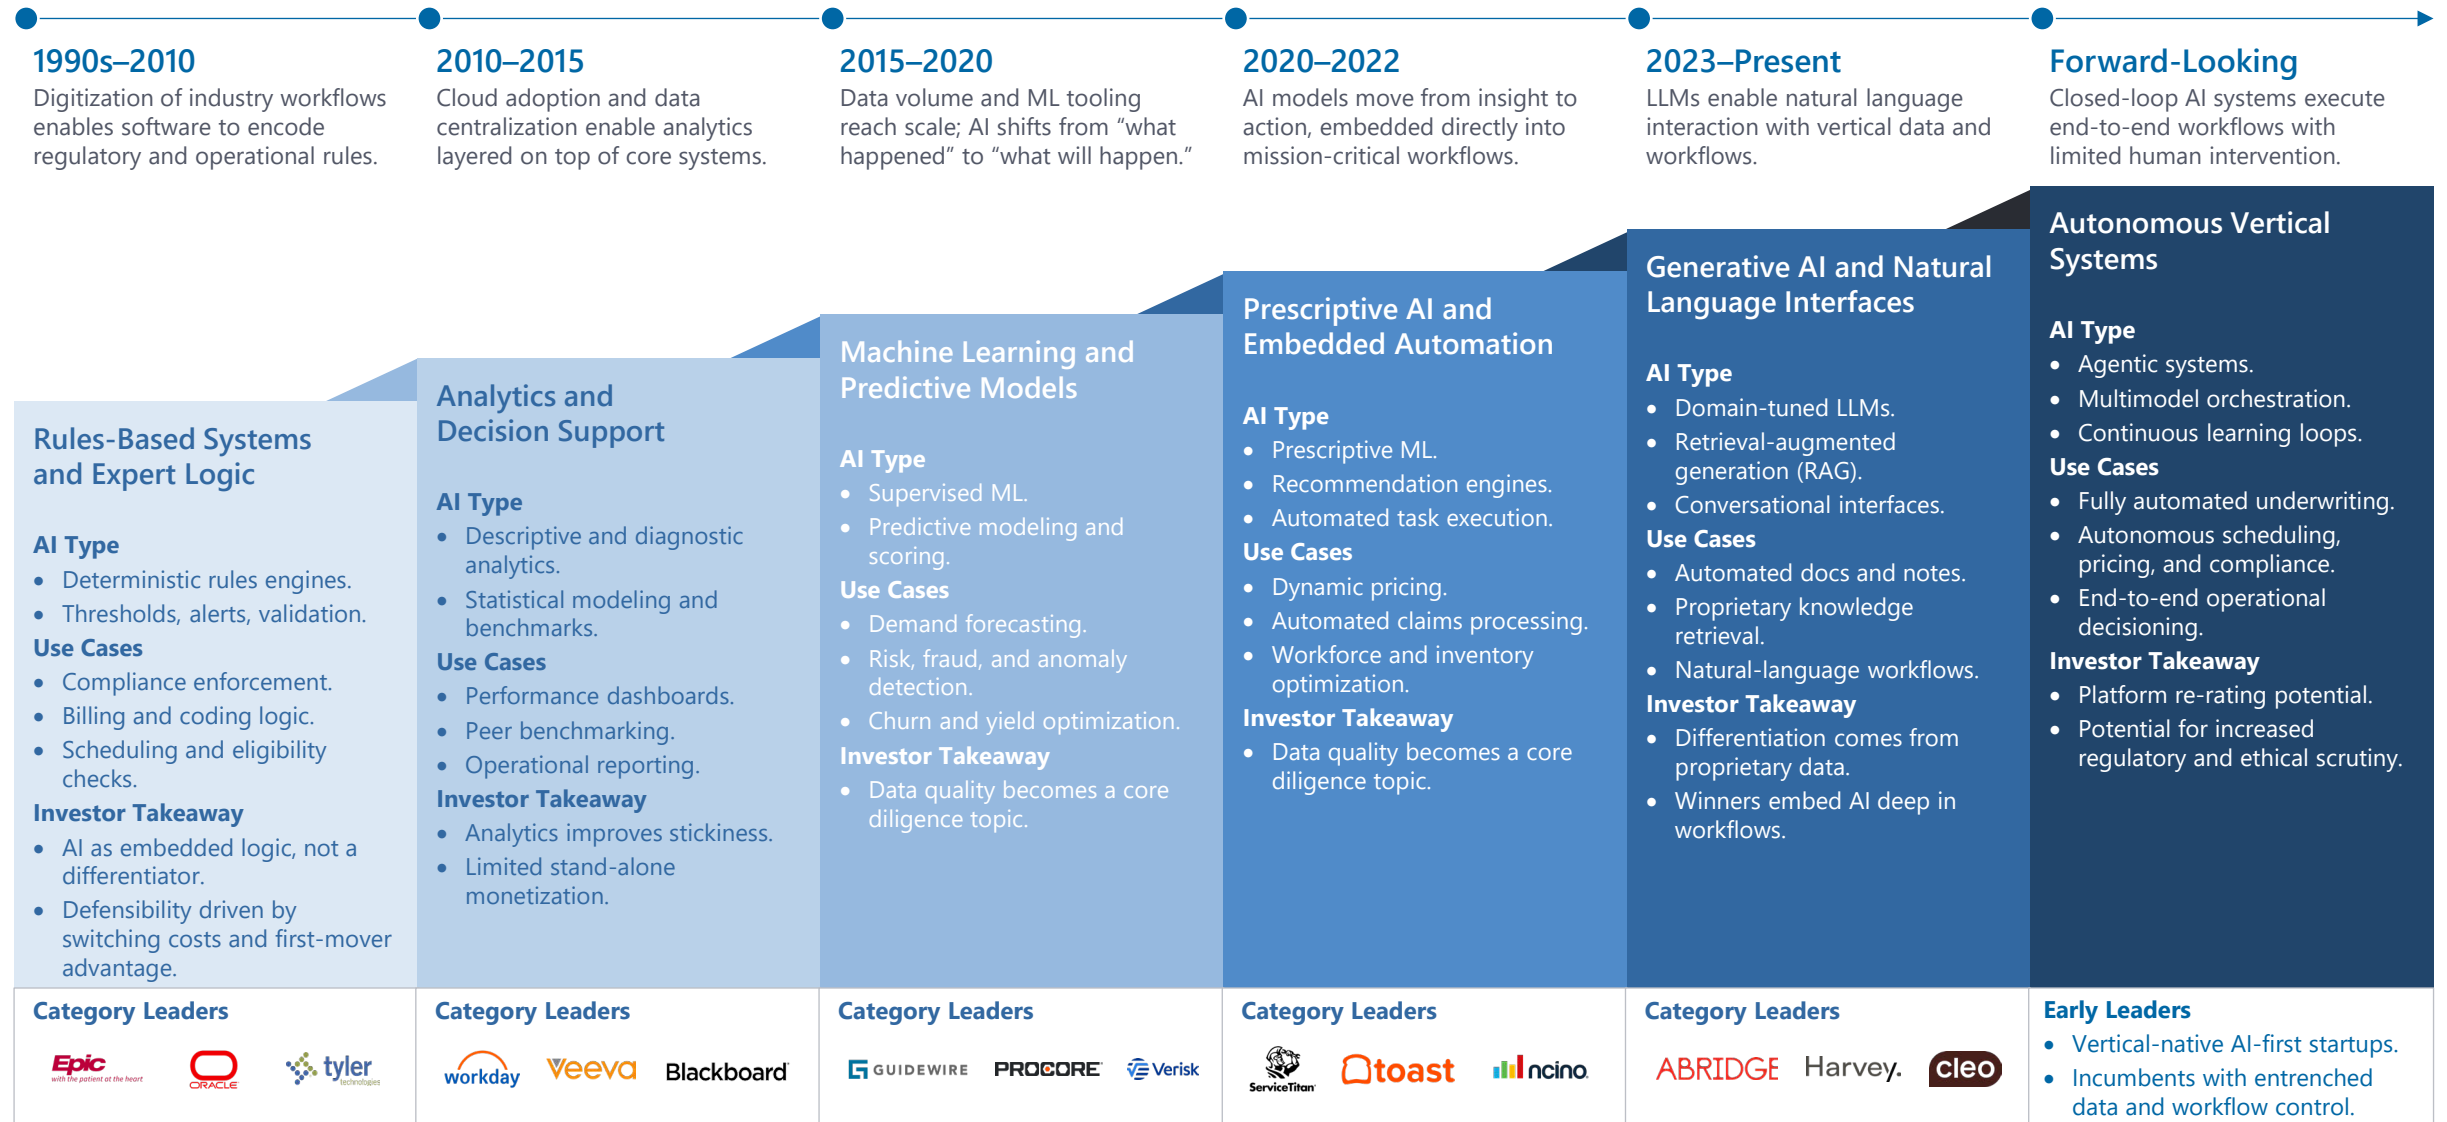 1990s–2010
Digitization of industry workflows
enables software to encode
regulatory and operational rules.
2010–2015
Cloud adoption and data
centralization enable analytics
layered on top of core systems.
2015–2020
Data volume and ML tooling
reach scale; AI shifts from “what
happened” to “what will happen.”
2020–2022
AI models move from insight to
action, embedded directly into
mission-critical workflows.
2023–Present
LLMs enable natural language
interaction with vertical data and
workflows.
Forward-Looking
Closed-loop AI systems execute
end-to-end workflows with
limited human intervention.
Rules-Based Systems
and Expert Logic
AI Type
• Deterministic rules engines.
• Thresholds, alerts, validation.
Use Cases
• Compliance enforcement.
• Billing and coding logic.
• Scheduling and eligibility
checks.
Investor Takeaway
• AI as embedded logic, not a
differentiator.
• Defensibility driven by
switching costs and first-mover
advantage.
Category Leaders
Epic
with the patient at the heart
ORACLE
tyler
technologies
Analytics and
Decision Support
AI Type
• Descriptive and diagnostic
analytics.
• Statistical modeling and
benchmarks.
Use Cases
• Performance dashboards.
• Peer benchmarking.
• Operational reporting.
Investor Takeaway
• Analytics improves stickiness.
• Limited stand-alone
monetization.
Category Leaders
workday
Veeva
Blackboard
Machine Learning and
Predictive Models
AI Type
• Supervised ML.
• Predictive modeling and
scoring.
Use Cases
• Demand forecasting.
• Risk, fraud, and anomaly
detection.
• Churn and yield optimization.
Investor Takeaway
• Data quality becomes a core
diligence topic.
Category Leaders
GUIDEWIRE
PROCORE
Verisk
Prescriptive AI and
Embedded Automation
AI Type
• Prescriptive ML.
• Recommendation engines.
• Automated task execution.
Use Cases
• Dynamic pricing.
• Automated claims processing.
• Workforce and inventory
optimization.
Investor Takeaway
• Data quality becomes a core
diligence topic.
Category Leaders
ServiceTitan
toast
ncino
Generative AI and Natural
Language Interfaces
AI Type
• Domain-tuned LLMs.
• Retrieval-augmented
generation (RAG).
• Conversational interfaces.
Use Cases
• Automated docs and notes.
• Proprietary knowledge
retrieval.
• Natural-language workflows.
Investor Takeaway
• Differentiation comes from
proprietary data.
• Winners embed AI deep in
workflows.
Category Leaders
ABRIDGE
Harvey.
cleo
Autonomous Vertical
Systems
AI Type
• Agentic systems.
• Multimodel orchestration.
• Continuous learning loops.
Use Cases
• Fully automated underwriting.
• Autonomous scheduling,
pricing, and compliance.
• End-to-end operational
decisioning.
Investor Takeaway
• Platform re-rating potential.
• Potential for increased
regulatory and ethical scrutiny.
Early Leaders
• Vertical-native AI-first startups.
• Incumbents with entrenched
data and workflow control.